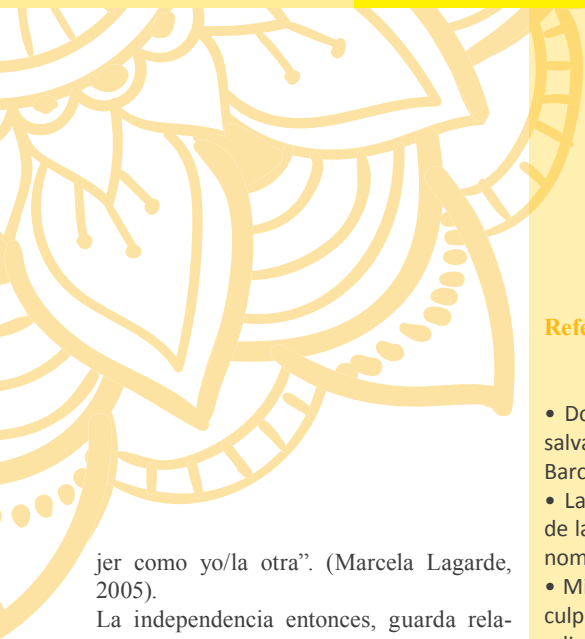 jer como yo/la otra”. (Marcela Lagarde,
2005).
La independencia entonces, guarda rela-
Refe
• Do
salva
Barc
• La
de la
nom
• M
culp